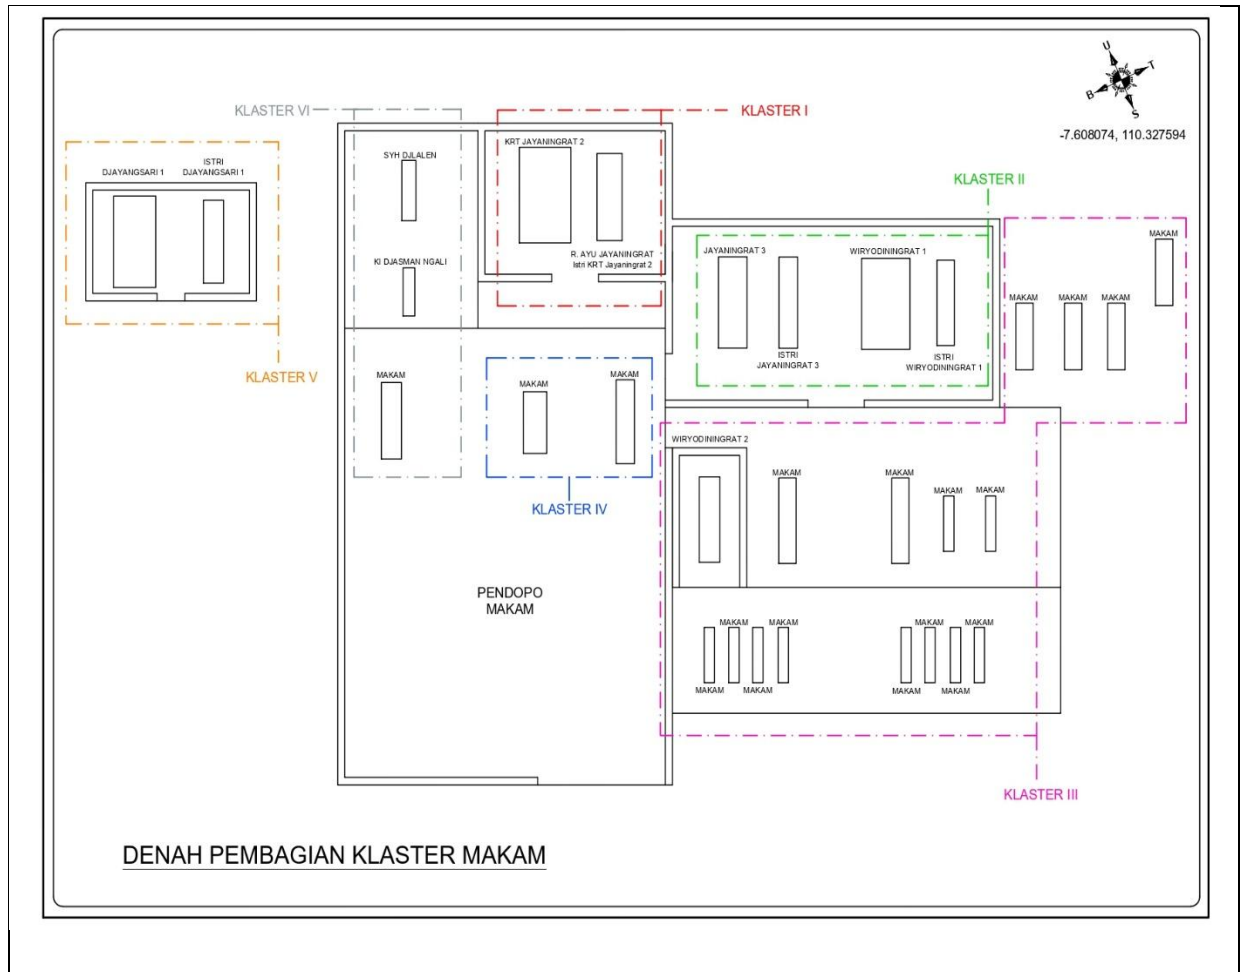 U
T
B
S
-7.608074, 110.327594
KLASTER VI
KLASTER I
KRT JAYANINGRAT 2
SYH DJLALEN
ISTRI
DJAYANGSARI 1
DJAYANGSARI 1
KLASTER II
MAKAM
JAYANINGRAT 3
WIRYODININGRAT 1
R. AYU JAYANINGRAT
Istri KRT Jayaningrat 2
KI DJASMAN NGALI
MAKAM
MAKAM
MAKAM
ISTRI
JAYANINGRAT 3
ISTRI
WIRYODININGRAT 1
KLASTER V
MAKAM
MAKAM
MAKAM
WIRYODININGRAT 2
MAKAM
MAKAM
MAKAM
MAKAM
KLASTER IV
PENDOPO
MAKAM
MAKAM
MAKAM
MAKAM
MAKAM
MAKAM
MAKAM
MAKAM
MAKAM
KLASTER III
DENAH PEMBAGIAN KLASTER MAKAM